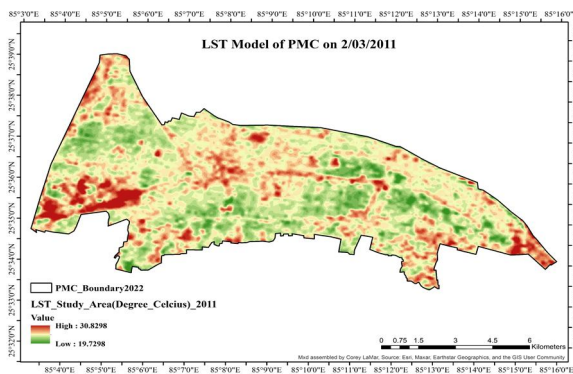 85°3'0"E 85°4'0"E 85°5'0"E 85°6'0"E 85°7'0"E 85°8'0"E 85°9'0"E 85°10'0"E 85°11'0"E 85°12'0"E 85°13'0"E 85°14'0"E 85°15'0"E 85°16'0"E
LST Model of PMC on 2/03/2011
25°39'0"N
25°38'0"N
25°37'0"N
25°36'0"N
25°35'0"N
25°34'0"N
25°33'0"N
25°32'0"N
PMC_Boundary2022
LST_Study_Area(Degree_Celcius)_2011
Value
High : 30.8298
Low : 19.7298
0 0.75 1.5 3 4.5 6
Kilometers
Mxd assembled by Corey LaMar, Source: Esri, Maxar, Earthstar Geographics, and the GIS User Community
85°4'0"E 85°5'0"E 85°6'0"E 85°7'0"E 85°8'0"E 85°9'0"E 85°10'0"E 85°11'0"E 85°12'0"E 85°13'0"E 85°14'0"E 85°15'0"E 85°16'0"E